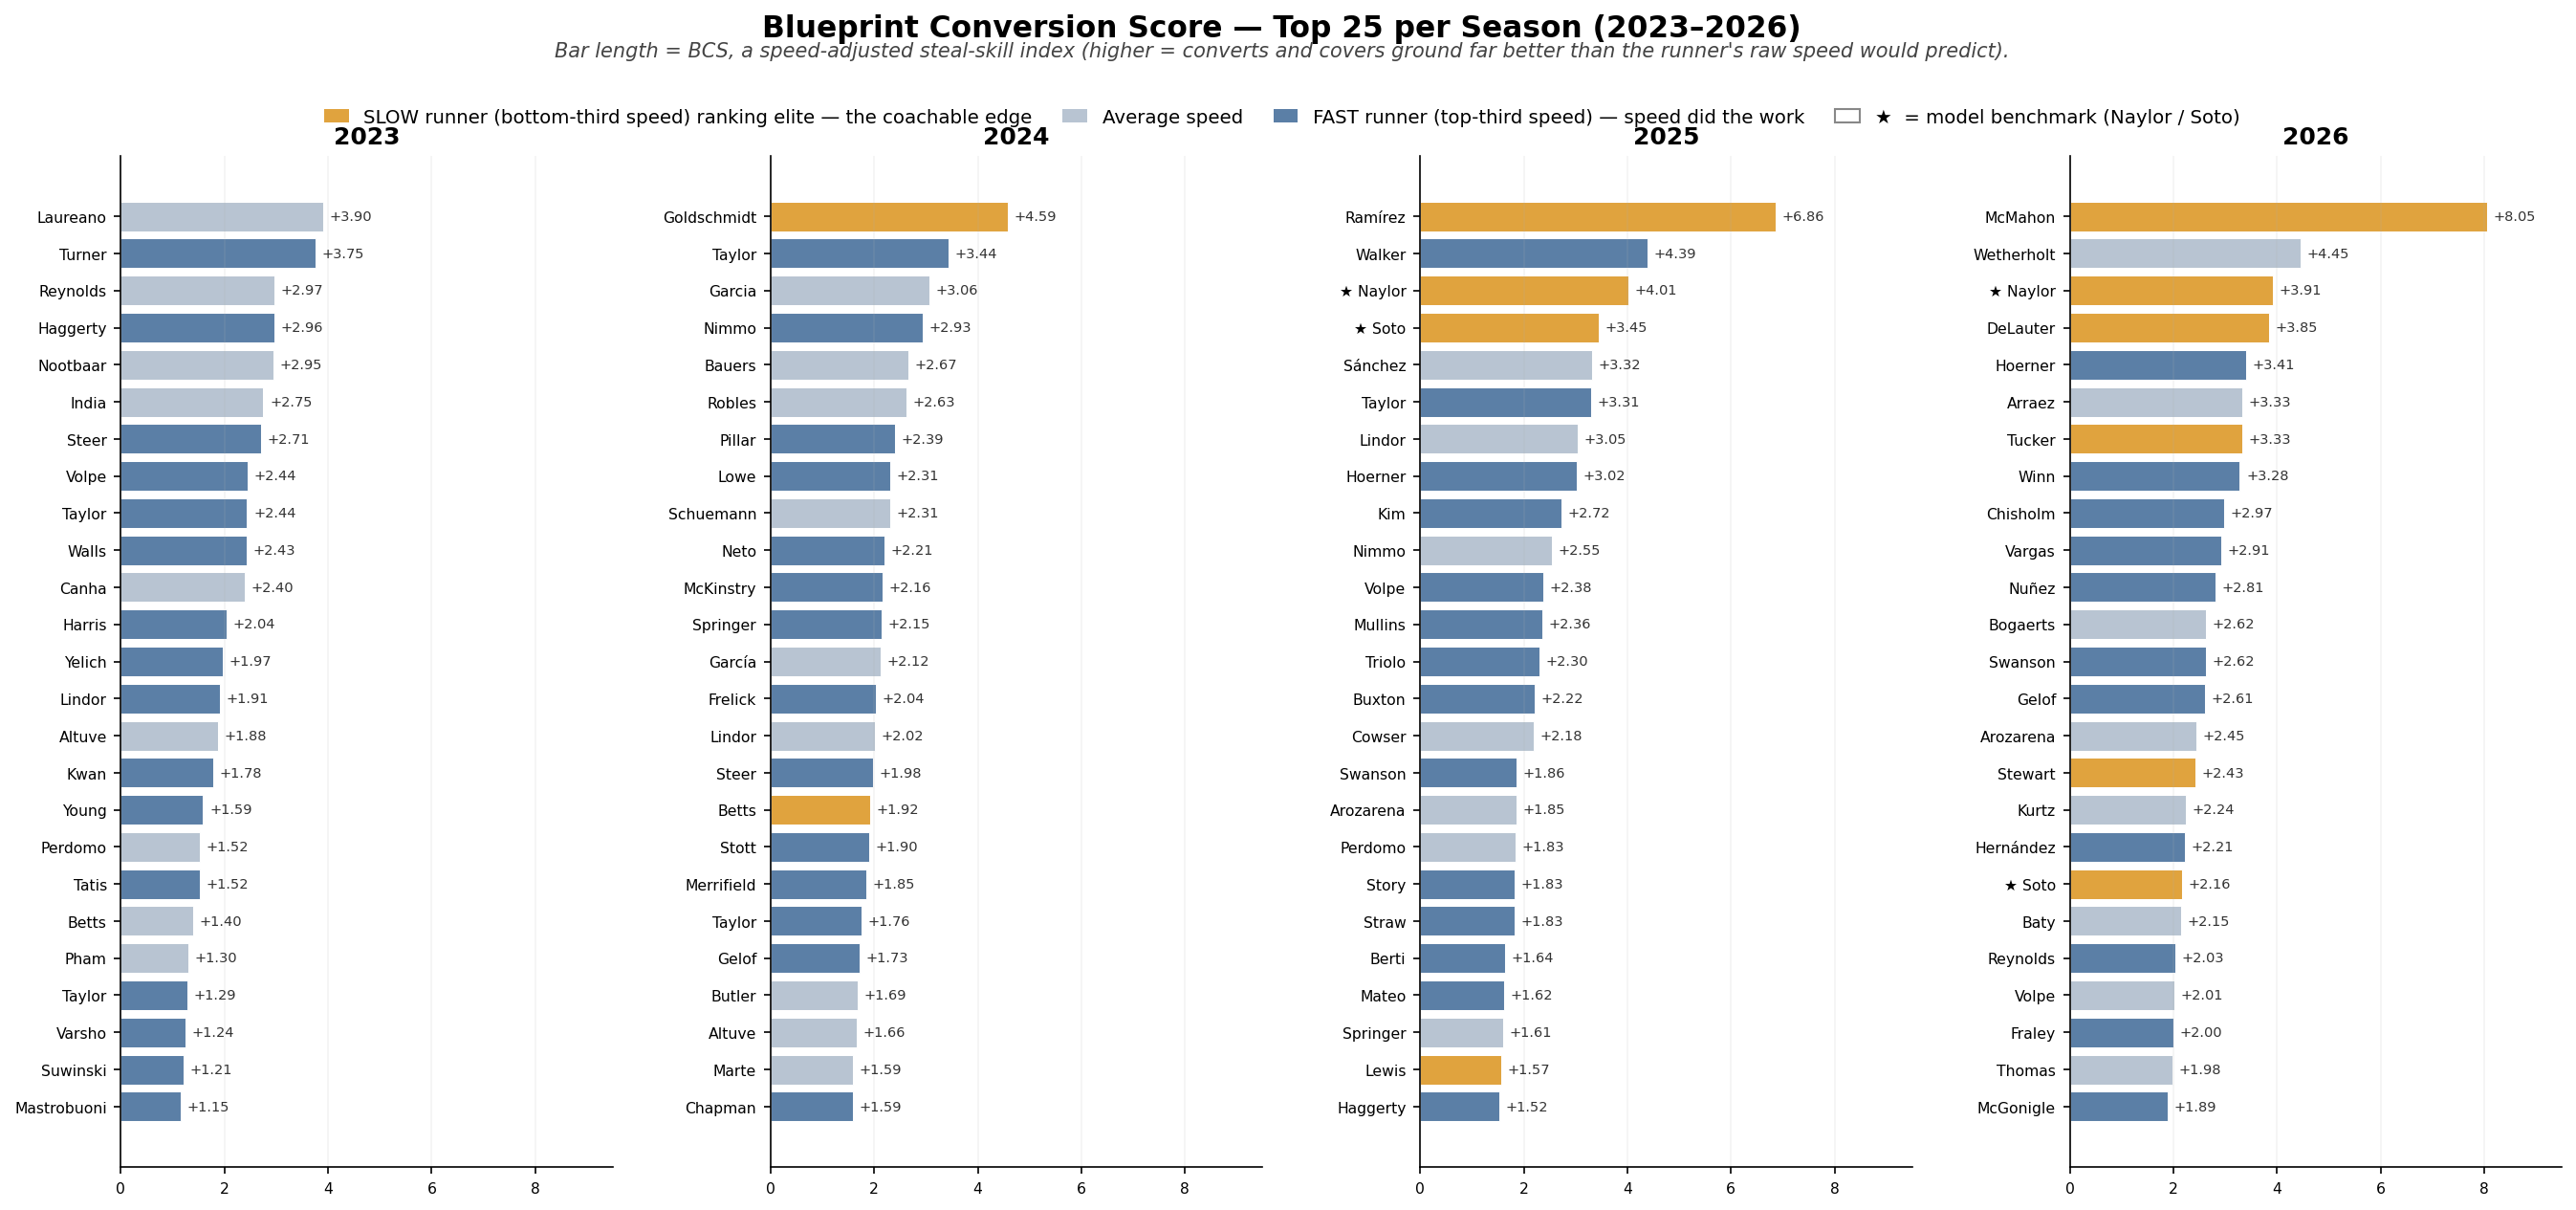 Blueprint Conversion Score — Top 25 per Season (2023–2026)
Bar length = BCS, a speed-adjusted steal-skill index (higher = converts and covers ground far better than the runner's raw speed would predict).
SLOW runner (bottom-third speed) ranking elite — the coachable edge
Average speed
FAST runner (top-third speed) — speed did the work
★ = model benchmark (Naylor / Soto)
2023
Laureano +3.90
Turner +3.75
Reynolds +2.97
Haggerty +2.96
Nootbaar +2.95
India +2.75
Steer +2.71
Volpe +2.44
Taylor +2.44
Walls +2.43
Canha +2.40
Harris +2.04
Yelich +1.97
Lindor +1.91
Altuve +1.88
Kwan +1.78
Young +1.59
Perdomo +1.52
Tatis +1.52
Betts +1.40
Pham +1.30
Taylor +1.29
Varsho +1.24
Suwinski +1.21
Mastrobuoni +1.15
0 2 4 6 8
2024
Goldschmidt +4.59
Taylor +3.44
Garcia +3.06
Nimmo +2.93
Bauers +2.67
Robles +2.63
Pillar +2.39
Lowe +2.31
Schuemann +2.31
Neto +2.21
McKinstry +2.16
Springer +2.15
García +2.12
Frelick +2.04
Lindor +2.02
Steer +1.98
Betts +1.92
Stott +1.90
Merrifield +1.85
Taylor +1.76
Gelof +1.73
Butler +1.69
Altuve +1.66
Marte +1.59
Chapman +1.59
0 2 4 6 8
2025
Ramírez +6.86
Walker +4.39
★ Naylor +4.01
★ Soto +3.45
Sánchez +3.32
Taylor +3.31
Lindor +3.05
Hoerner +3.02
Kim +2.72
Nimmo +2.55
Volpe +2.38
Mullins +2.36
Triolo +2.30
Buxton +2.22
Cowser +2.18
Swanson +1.86
Arozarena +1.85
Perdomo +1.83
Story +1.83
Straw +1.83
Berti +1.64
Mateo +1.62
Springer +1.61
Lewis +1.57
Haggerty +1.52
0 2 4 6 8
2026
McMahon +8.05
Wetherholt +4.45
★ Naylor +3.91
DeLauter +3.85
Hoerner +3.41
Arraez +3.33
Tucker +3.33
Winn +3.28
Chisholm +2.97
Vargas +2.91
Nuñez +2.81
Bogaerts +2.62
Swanson +2.62
Gelof +2.61
Arozarena +2.45
Stewart +2.43
Kurtz +2.24
Hernández +2.21
★ Soto +2.16
Baty +2.15
Reynolds +2.03
Volpe +2.01
Fraley +2.00
Thomas +1.98
McGonigle +1.89
0 2 4 6 8